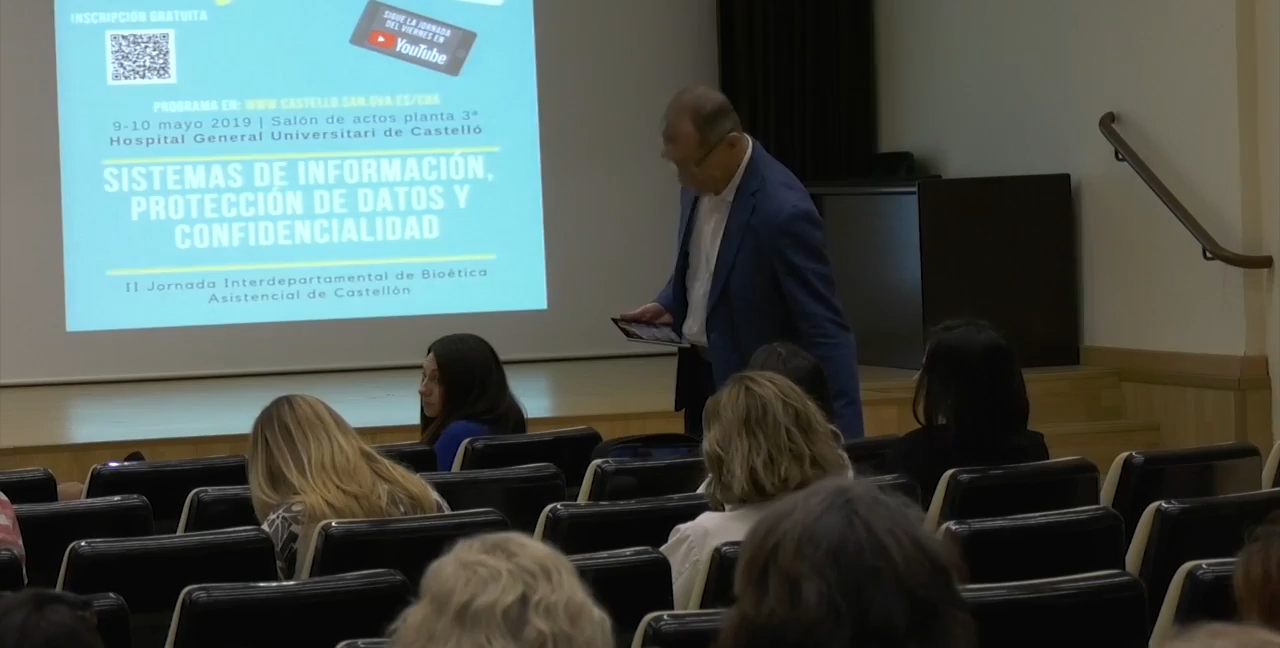 INSCRIPCIÓN GRATUITA
SIGUE LA JORNADA
DEL VIERNES EN
YouTube
PROGRAMA EN: WWW.CASTELLO.SAN.GVA.ES/CBA
9-10 mayo 2019 | Salón de actos planta 3ª
Hospital General Universitari de Castelló
SISTEMAS DE INFORMACIÓN,
PROTECCIÓN DE DATOS Y
CONFIDENCIALIDAD
II Jornada Interdepartamental de Bioética
Asistencial de Castellón